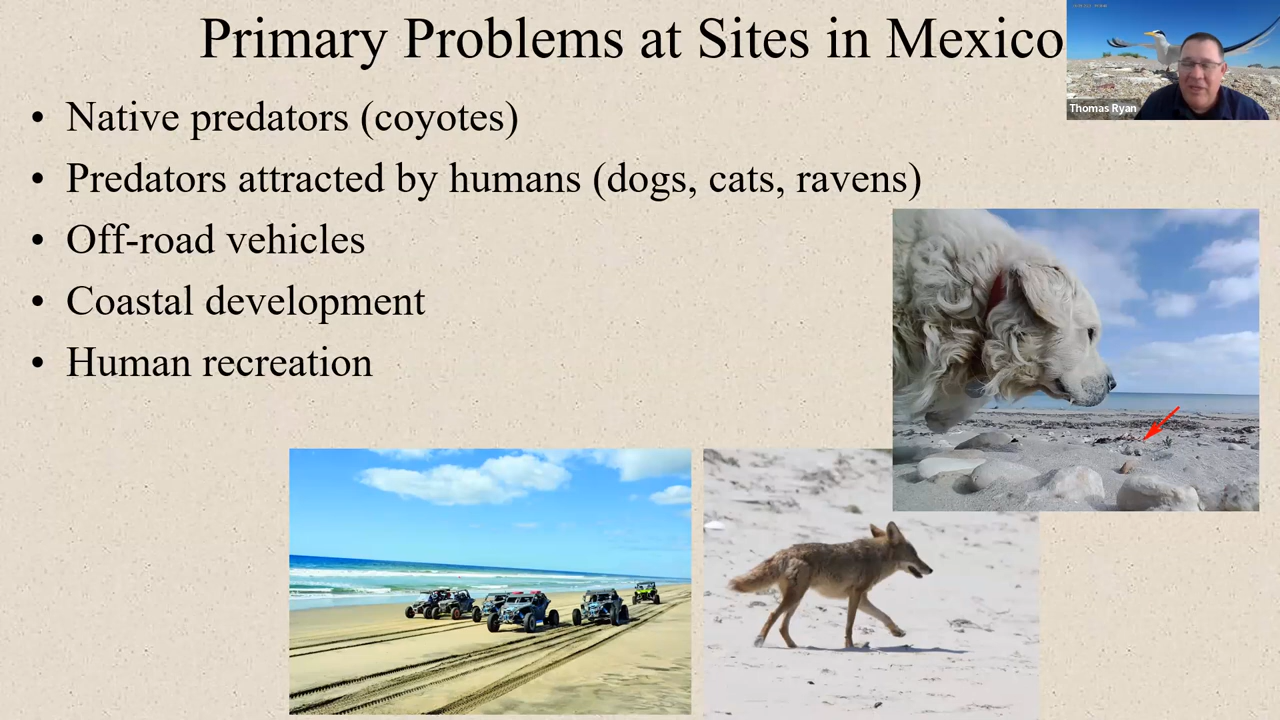 Primary Problems at Sites in Mexico
• Native predators (coyotes)
• Predators attracted by humans (dogs, cats, ravens)
• Off-road vehicles
• Coastal development
• Human recreation
Thomas Ryan